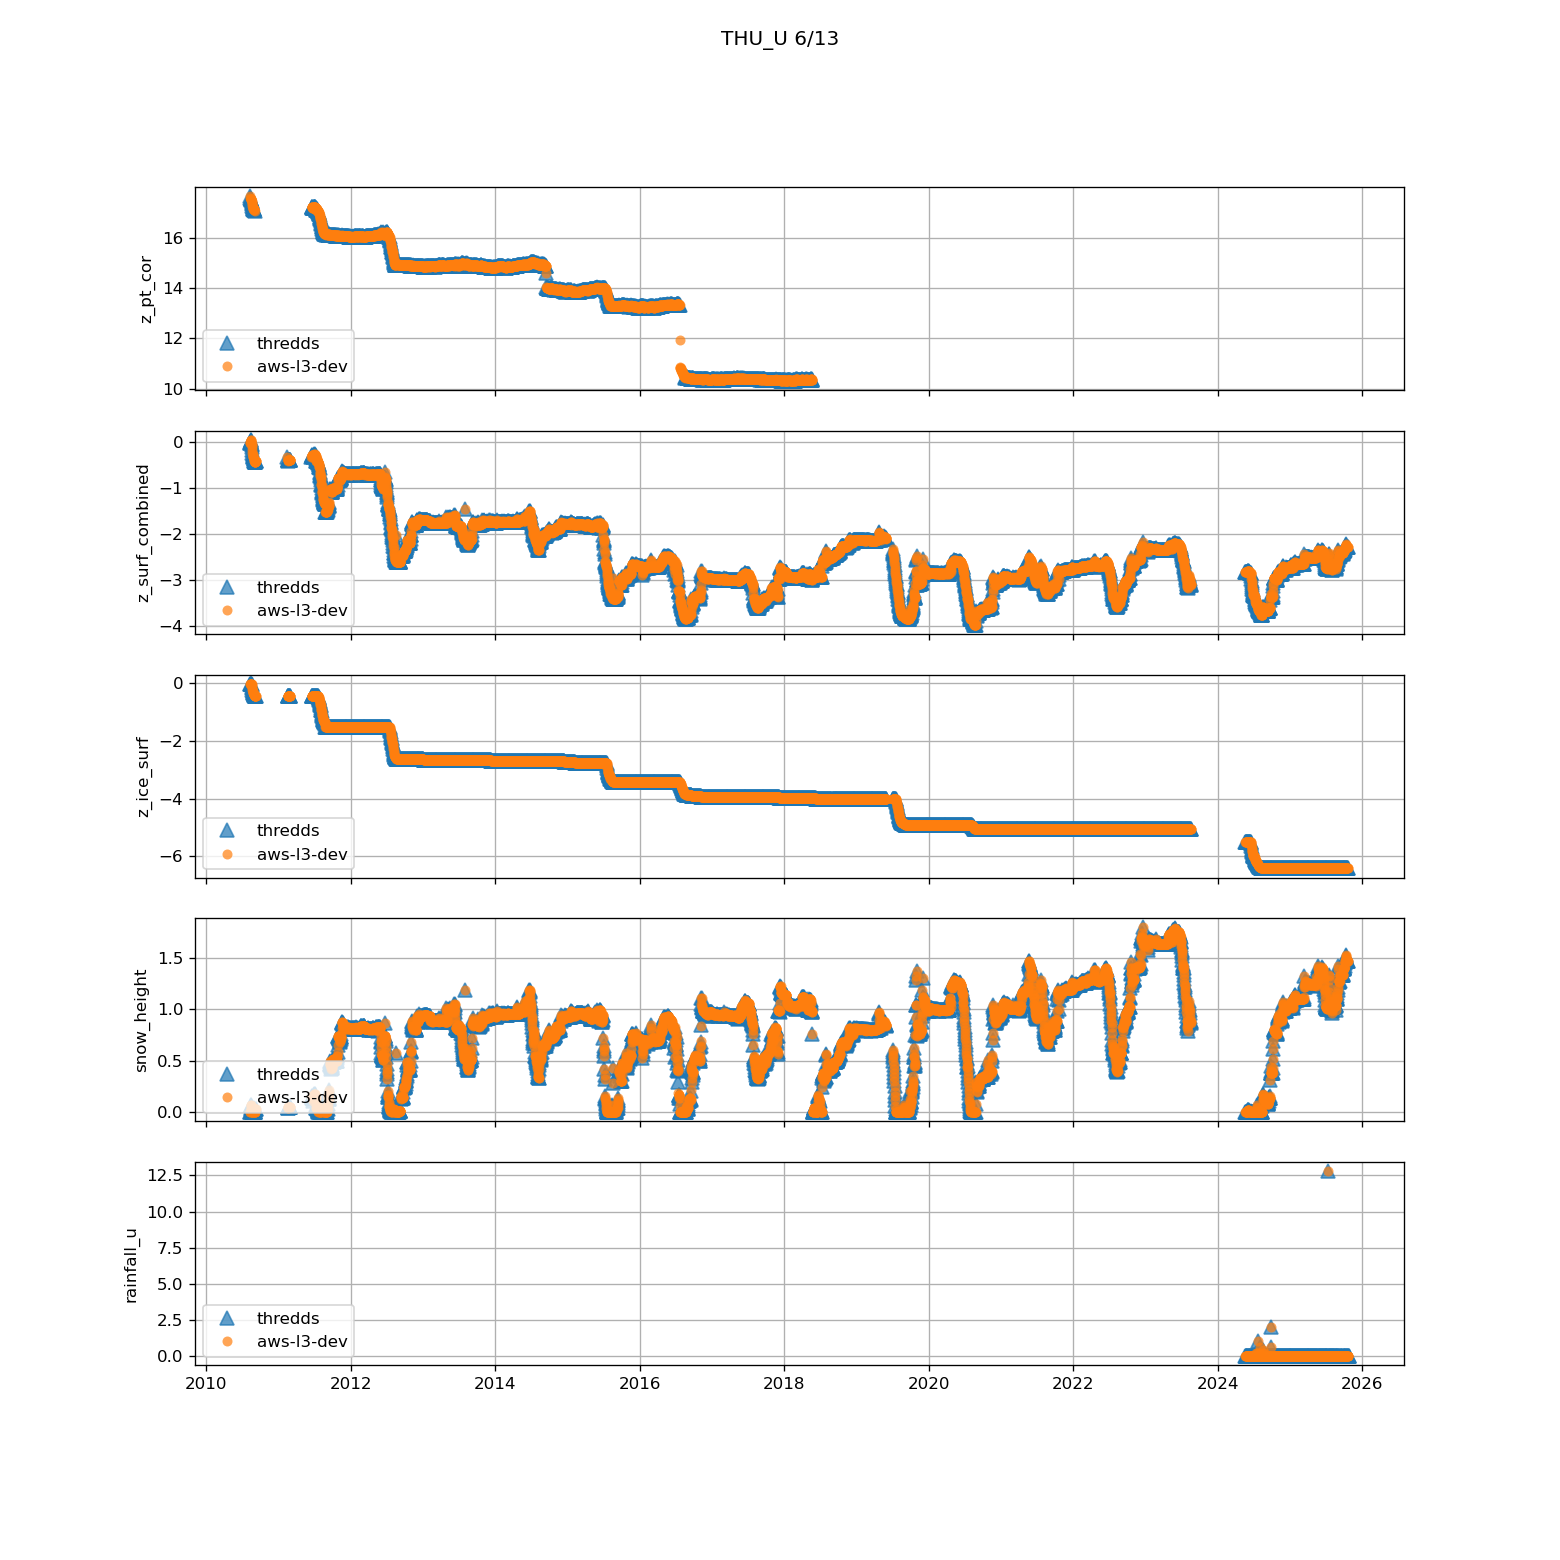 THU_U 6/13
z_pt_cor
16
14
12
10
thredds
aws-l3-dev
z_surf_combined
0
−1
−2
−3
−4
thredds
aws-l3-dev
z_ice_surf
0
−2
−4
−6
thredds
aws-l3-dev
snow_height
1.5
1.0
0.5
0.0
thredds
aws-l3-dev
rainfall_u
12.5
10.0
7.5
5.0
2.5
0.0
thredds
aws-l3-dev
2010 2012 2014 2016 2018 2020 2022 2024 2026